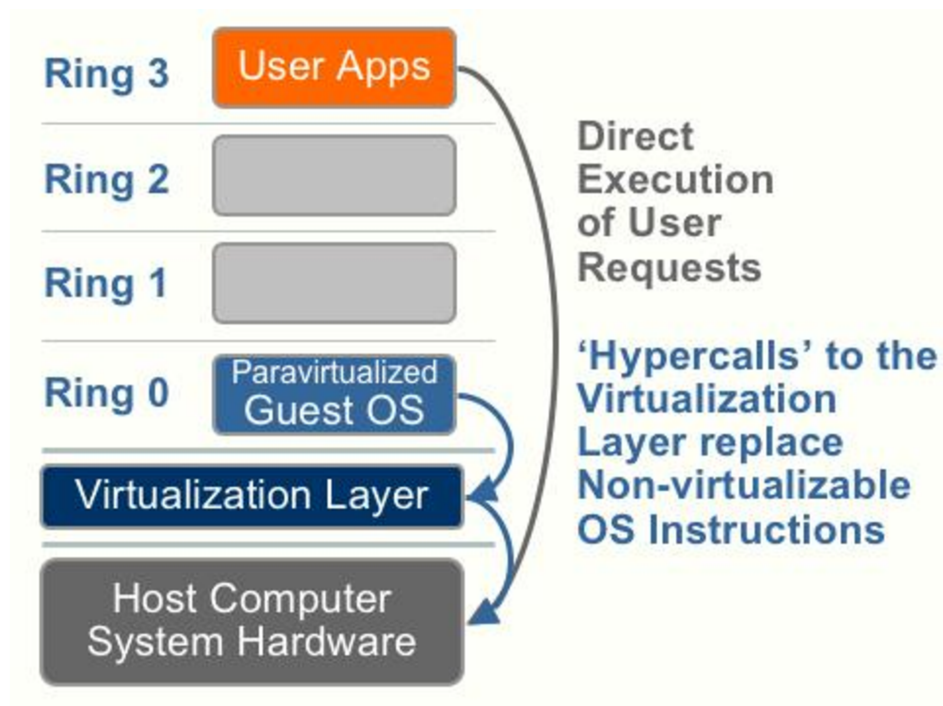 Ring 3
User Apps
Ring 2
Ring 1
Ring 0
Paravirtualized
Guest OS
Virtualization Layer
Host Computer
System Hardware
Direct
Execution
of User
Requests
‘Hypercalls’ to the
Virtualization
Layer replace
Non-virtualizable
OS Instructions